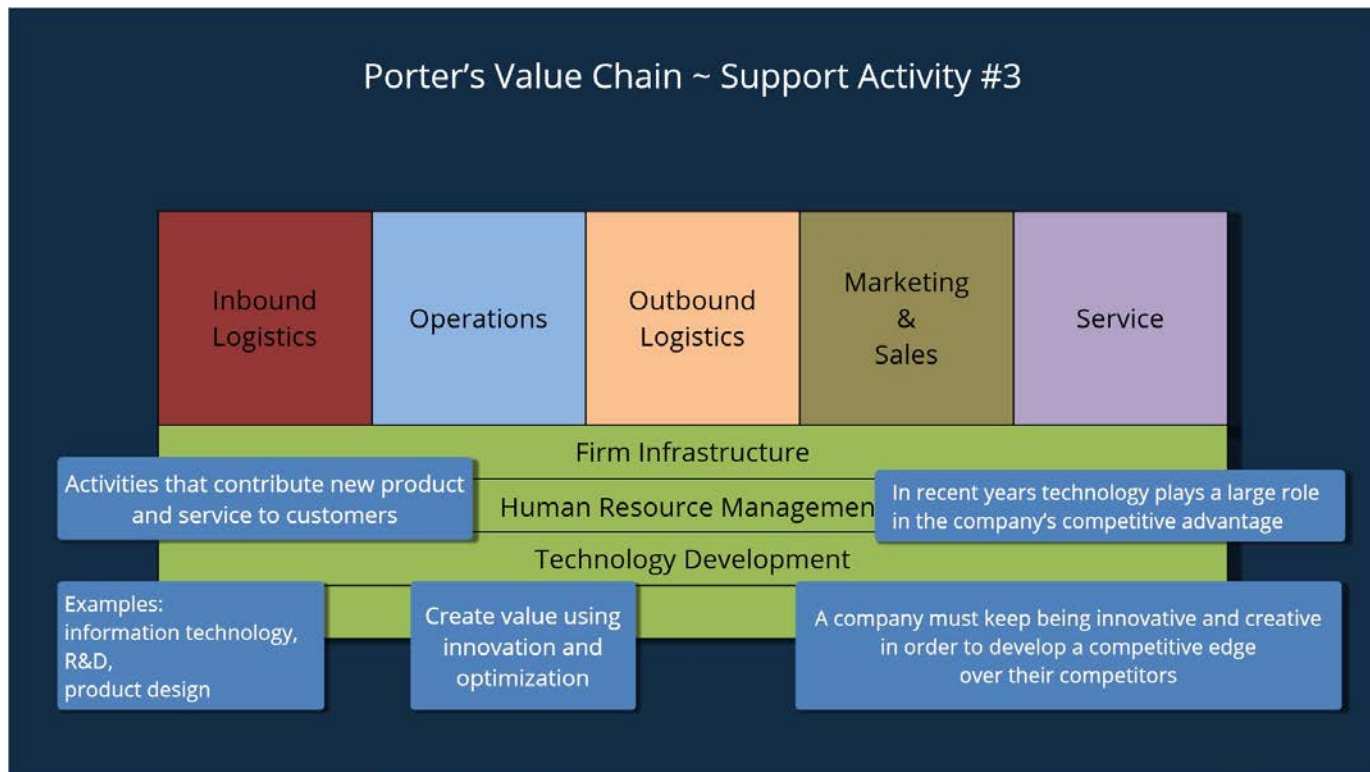 Porter's Value Chain ~ Support Activity #3
Inbound
Logistics
Operations
Outbound
Logistics
Marketing
&
Sales
Service
Firm Infrastructure
Activities that contribute new product
and service to customers
Human Resource Managemen
In recent years technology plays a large role
in the company's competitive advantage
Technology Development
Examples:
information technology,
R&D,
product design
Create value using
innovation and
optimization
A company must keep being innovative and creative
in order to develop a competitive edge
over their competitors